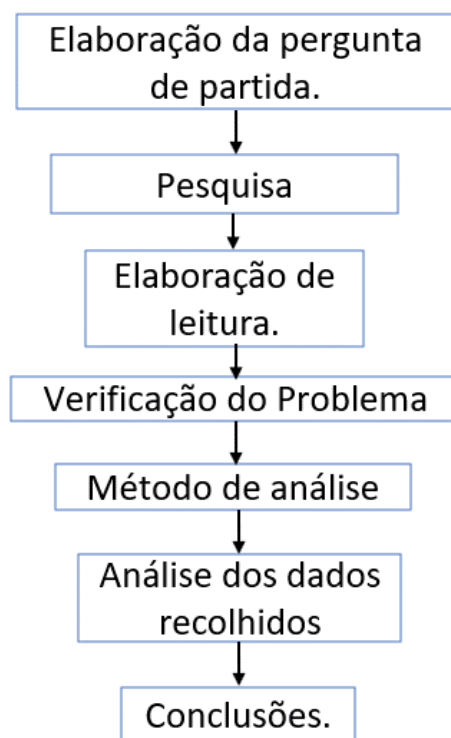 Elaboração da pergunta
de partida.
Pesquisa
Elaboração de
leitura.
Verificação do Problema
Método de análise
Análise dos dados
recolhidos
Conclusões.